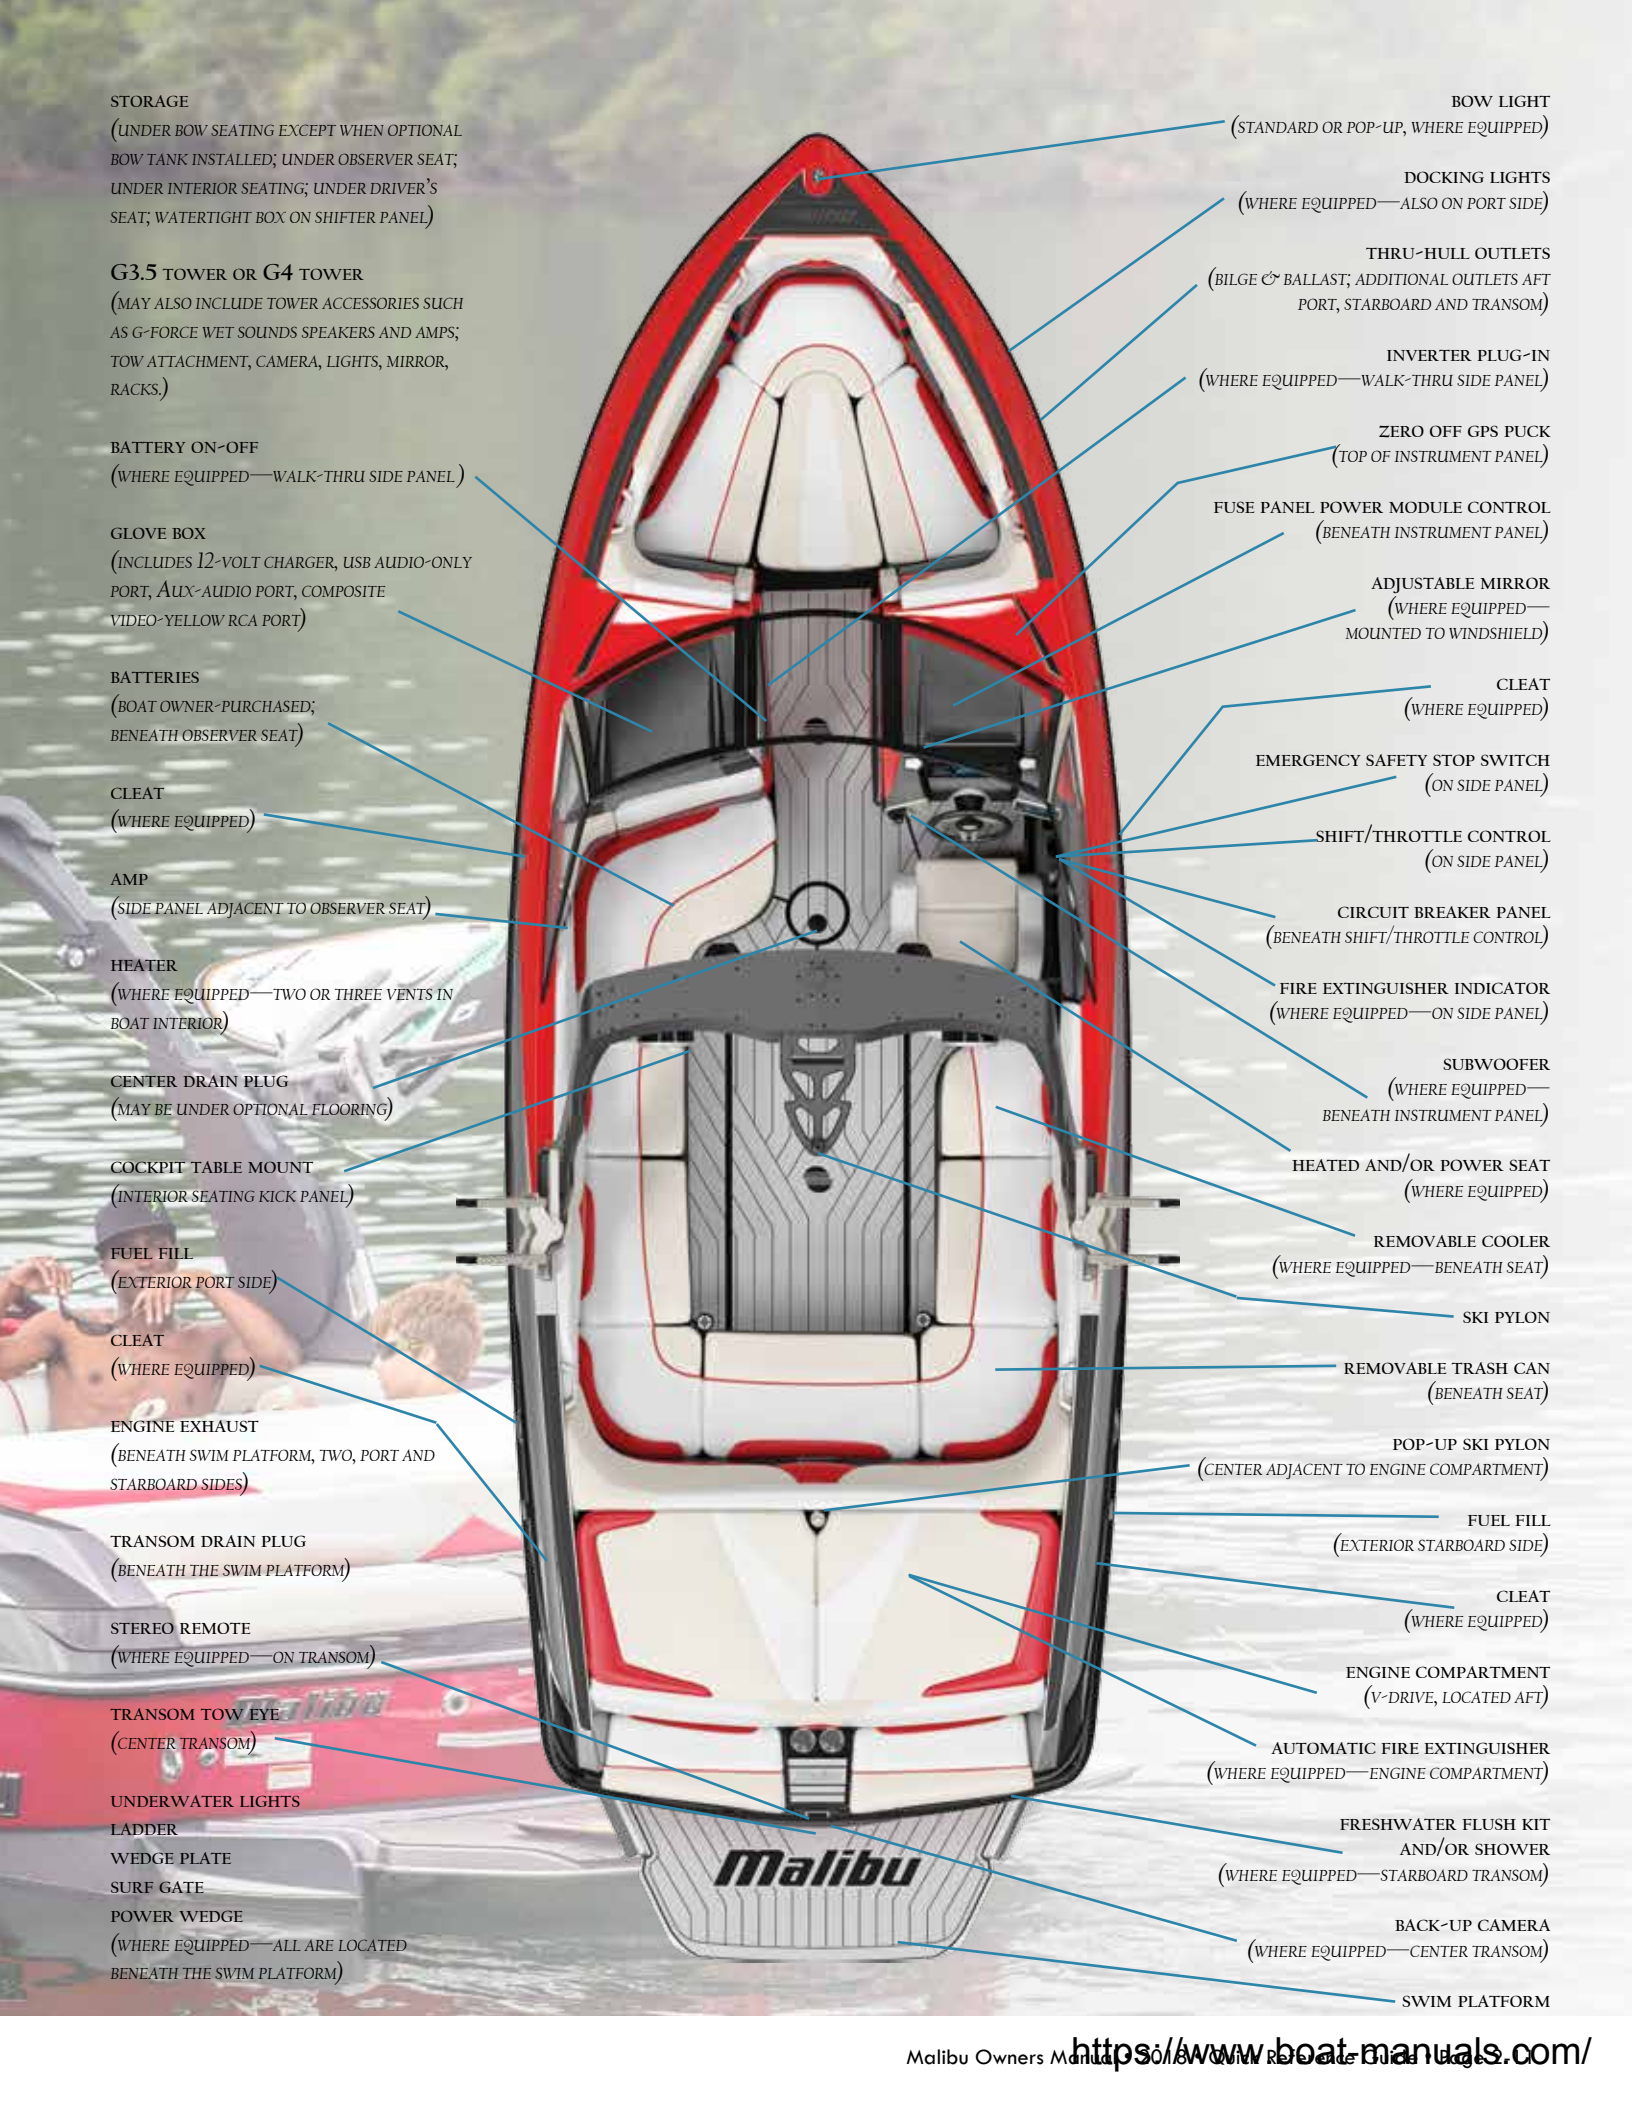 STORAGE
(UNDER BOW SEATING EXCEPT WHEN OPTIONAL
BOW TANK INSTALLED; UNDER OBSERVER SEAT;
UNDER INTERIOR SEATING; UNDER DRIVER'S
SEAT; WATERTIGHT BOX ON SHIFTER PANEL)
G3.5 TOWER OR G4 TOWER
(MAY ALSO INCLUDE TOWER ACCESSORIES SUCH
AS G-FORCE WET SOUNDS SPEAKERS AND AMPS;
TOW ATTACHMENT, CAMERA, LIGHTS, MIRROR,
RACKS.)
BATTERY ON-OFF
(WHERE EQUIPPED—WALK-THRU SIDE PANEL)
GLOVE BOX
(INCLUDES 12-VOLT CHARGER, USB AUDIO-ONLY
PORT, AUX-AUDIO PORT, COMPOSITE
VIDEO-YELLOW RCA PORT)
BATTERIES
(BOAT OWNER-PURCHASED;
BENEATH OBSERVER SEAT)
CLEAT
(WHERE EQUIPPED)
AMP
(SIDE PANEL ADJACENT TO OBSERVER SEAT)
HEATER
(WHERE EQUIPPED—TWO OR THREE VENTS IN
BOAT INTERIOR)
CENTER DRAIN PLUG
(MAY BE UNDER OPTIONAL FLOORING)
COCKPIT TABLE MOUNT
(INTERIOR SEATING KICK PANEL)
FUEL FILL
(EXTERIOR PORT SIDE)
CLEAT
(WHERE EQUIPPED)
ENGINE EXHAUST
(BENEATH SWIM PLATFORM, TWO, PORT AND
STARBOARD SIDES)
TRANSOM DRAIN PLUG
(BENEATH THE SWIM PLATFORM)
STEREO REMOTE
(WHERE EQUIPPED—ON TRANSOM)
TRANSOM TOW EYE
(CENTER TRANSOM)
UNDERWATER LIGHTS
LADDER
WEDGE PLATE
SURF GATE
POWER WEDGE
(WHERE EQUIPPED—ALL ARE LOCATED
BENEATH THE SWIM PLATFORM)
Malibu
Malibu
BOW LIGHT
(STANDARD OR POP-UP, WHERE EQUIPPED)
DOCKING LIGHTS
(WHERE EQUIPPED—ALSO ON PORT SIDE)
THRU-HULL OUTLETS
(BILGE & BALLAST; ADDITIONAL OUTLETS AFT
PORT, STARBOARD AND TRANSOM)
INVERTER PLUG-IN
(WHERE EQUIPPED—WALK-THRU SIDE PANEL)
ZERO OFF GPS PUCK
(TOP OF INSTRUMENT PANEL)
FUSE PANEL POWER MODULE CONTROL
(BENEATH INSTRUMENT PANEL)
ADJUSTABLE MIRROR
(WHERE EQUIPPED—
MOUNTED TO WINDSHIELD)
CLEAT
(WHERE EQUIPPED)
EMERGENCY SAFETY STOP SWITCH
(ON SIDE PANEL)
SHIFT/THROTTLE CONTROL
(ON SIDE PANEL)
CIRCUIT BREAKER PANEL
(BENEATH SHIFT/THROTTLE CONTROL)
FIRE EXTINGUISHER INDICATOR
(WHERE EQUIPPED—ON SIDE PANEL)
SUBWOOFER
(WHERE EQUIPPED—
BENEATH INSTRUMENT PANEL)
HEATED AND/OR POWER SEAT
(WHERE EQUIPPED)
REMOVABLE COOLER
(WHERE EQUIPPED—BENEATH SEAT)
SKI PYLON
REMOVABLE TRASH CAN
(BENEATH SEAT)
POP-UP SKI PYLON
(CENTER ADJACENT TO ENGINE COMPARTMENT)
FUEL FILL
(EXTERIOR STARBOARD SIDE)
CLEAT
(WHERE EQUIPPED)
ENGINE COMPARTMENT
(V-DRIVE, LOCATED AFT)
AUTOMATIC FIRE EXTINGUISHER
(WHERE EQUIPPED—ENGINE COMPARTMENT)
FRESHWATER FLUSH KIT
AND/OR SHOWER
(WHERE EQUIPPED—STARBOARD TRANSOM)
BACK-UP CAMERA
(WHERE EQUIPPED—CENTER TRANSOM)
SWIM PLATFORM
Malibu Owners Manual • 2018 • Quick Reference Guide • Page 2-11
https://www.boat-manuals.com/